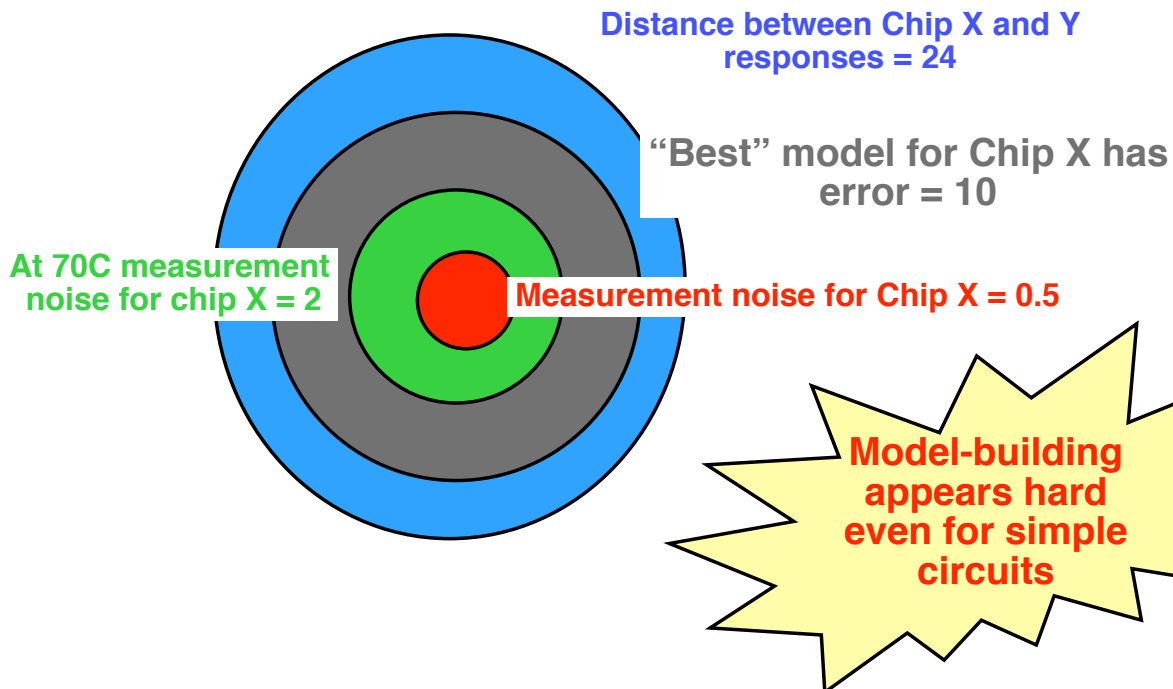 Distance between Chip X and Y
responses = 24
“Best” model for Chip X has
error = 10
At 70C measurement
noise for chip X = 2
Measurement noise for Chip X = 0.5
Model-building
appears hard
even for simple
circuits